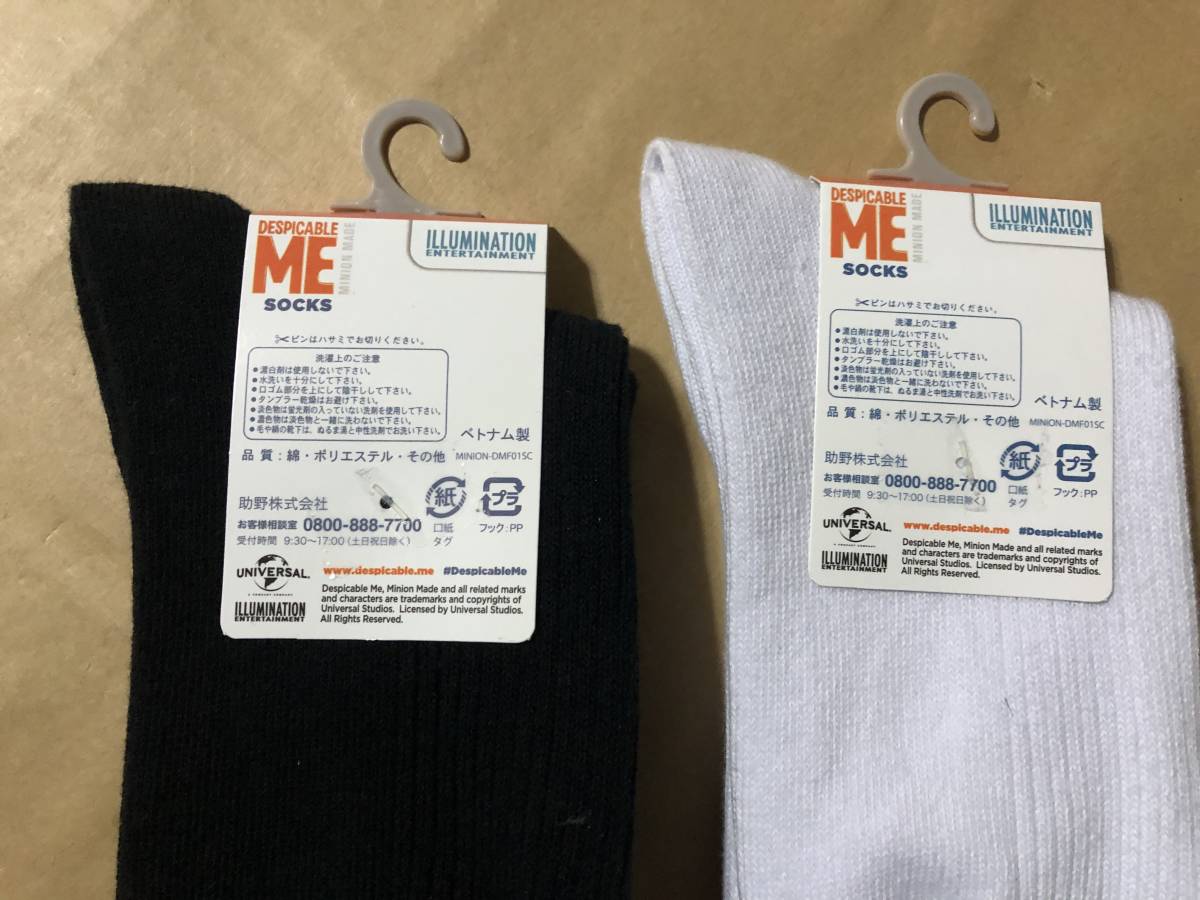 DESPICABLE
ME
MINION MADE
SOCKS
ILLUMINATION
ENTERTAINMENT
ピンはハサミでお切りください。
洗濯上のご注意
●漂白剤は使用しないで下さい。
●水洗いを十分にして下さい。
●口ゴム部分を上にして陰干しして下さい。
●タンブラー乾燥はお避け下さい。
●淡色物は蛍光剤の入っていない洗剤を使用して下さい。
●濃色物は淡色物と一緒に洗わないで下さい。
●毛や絹の靴下は、ぬるま湯と中性洗剤でお洗い下さい。
ベトナム製
品質:綿・ポリエステル・その他
MINION-DMF01SC
助野株式会社
お客様相談室 0800-888-7700
受付時間 9:30〜17:00(土日祝日除く)
紙
口紙
タグ
プラ
フック:PP
UNIVERSAL
A COMCAST COMPANY
ILLUMINATION
ENTERTAINMENT
www.despicable.me #DespicableMe
Despicable Me, Minion Made and all related marks
and characters are trademarks and copyrights of
Universal Studios. Licensed by Universal Studios.
All Rights Reserved.
DESPICABLE
ME
MINION MADE
SOCKS
ILLUMINATION
ENTERTAINMENT
ピンはハサミでお切りください。
洗濯上のご注意
●漂白剤は使用しないで下さい。
●水洗いを十分にして下さい。
●口ゴム部分を上にして陰干しして下さい。
●タンブラー乾燥はお避け下さい。
●淡色物は蛍光剤の入っていない洗剤を使用して下さい。
●濃色物は淡色物と一緒に洗わないで下さい。
●毛や絹の靴下は、ぬるま湯と中性洗剤でお洗い下さい。
ベトナム製
品質:綿・ポリエステル・その他
MINION-DMF01SC
助野株式会社
お客様相談室 0800-888-7700
受付時間 9:30〜17:00(土日祝日除く)
紙
口紙
タグ
プラ
フック:PP
UNIVERSAL
A COMCAST COMPANY
ILLUMINATION
ENTERTAINMENT
www.despicable.me #DespicableMe
Despicable Me, Minion Made and all related marks
and characters are trademarks and copyrights of
Universal Studios. Licensed by Universal Studios.
All Rights Reserved.